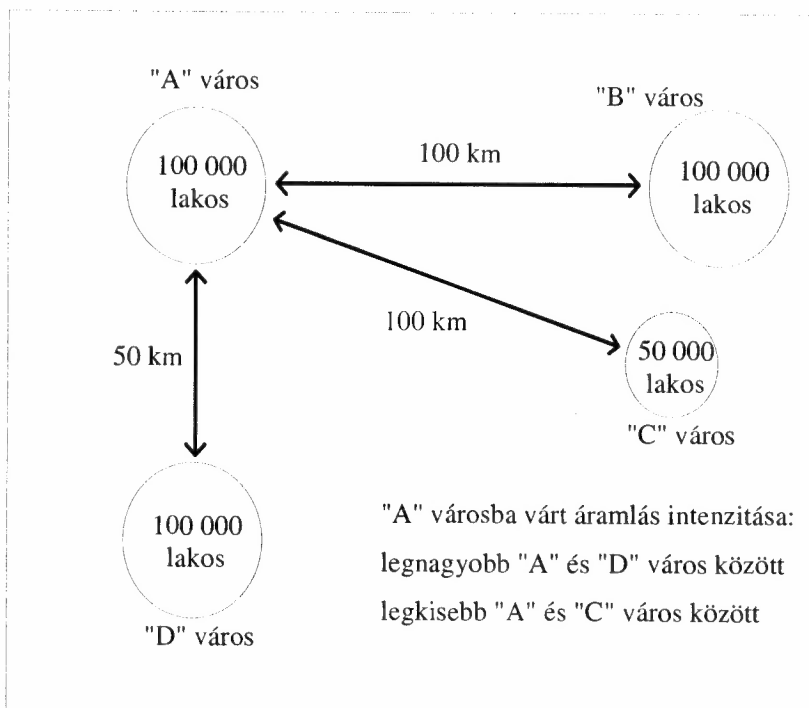 "A" város
"B" város
100 000
lakos
100 km
100 000
lakos
100 km
50 km
50 000
lakos
"C" város
100 000
lakos
"D" város
"A" városba várt áramlás intenzitása:
legnagyobb "A" és "D" város között
legkisebb "A" és "C" város között